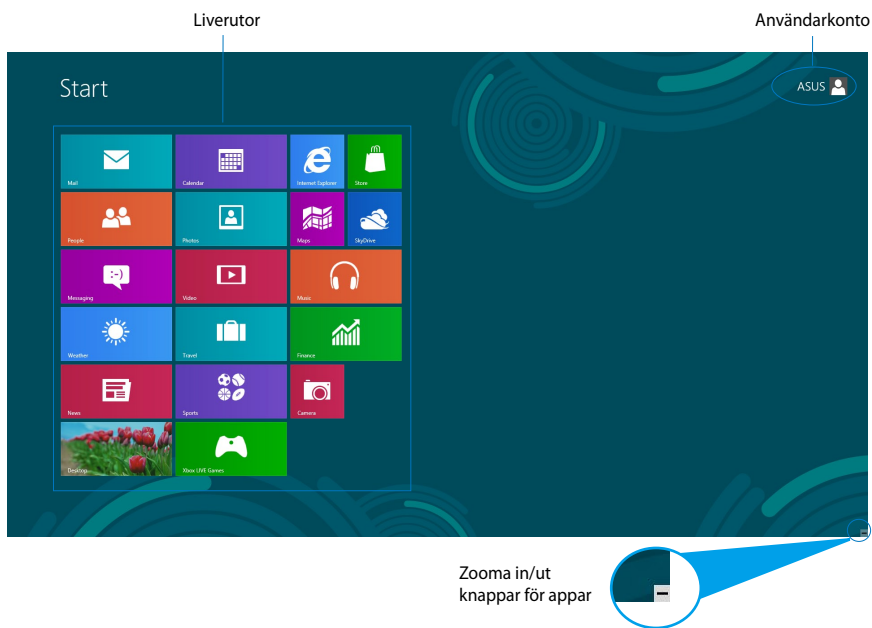 Liverutor
Användarkonto
Start
ASUS
Mail
Calendar
Internet Explorer
Store
People
Photos
Maps
SkyDrive
Messaging
Video
Music
Weather
Travel
Finance
News
Sports
Camera
Desktop
Xbox LIVE Games
Zooma in/ut
knappar för appar